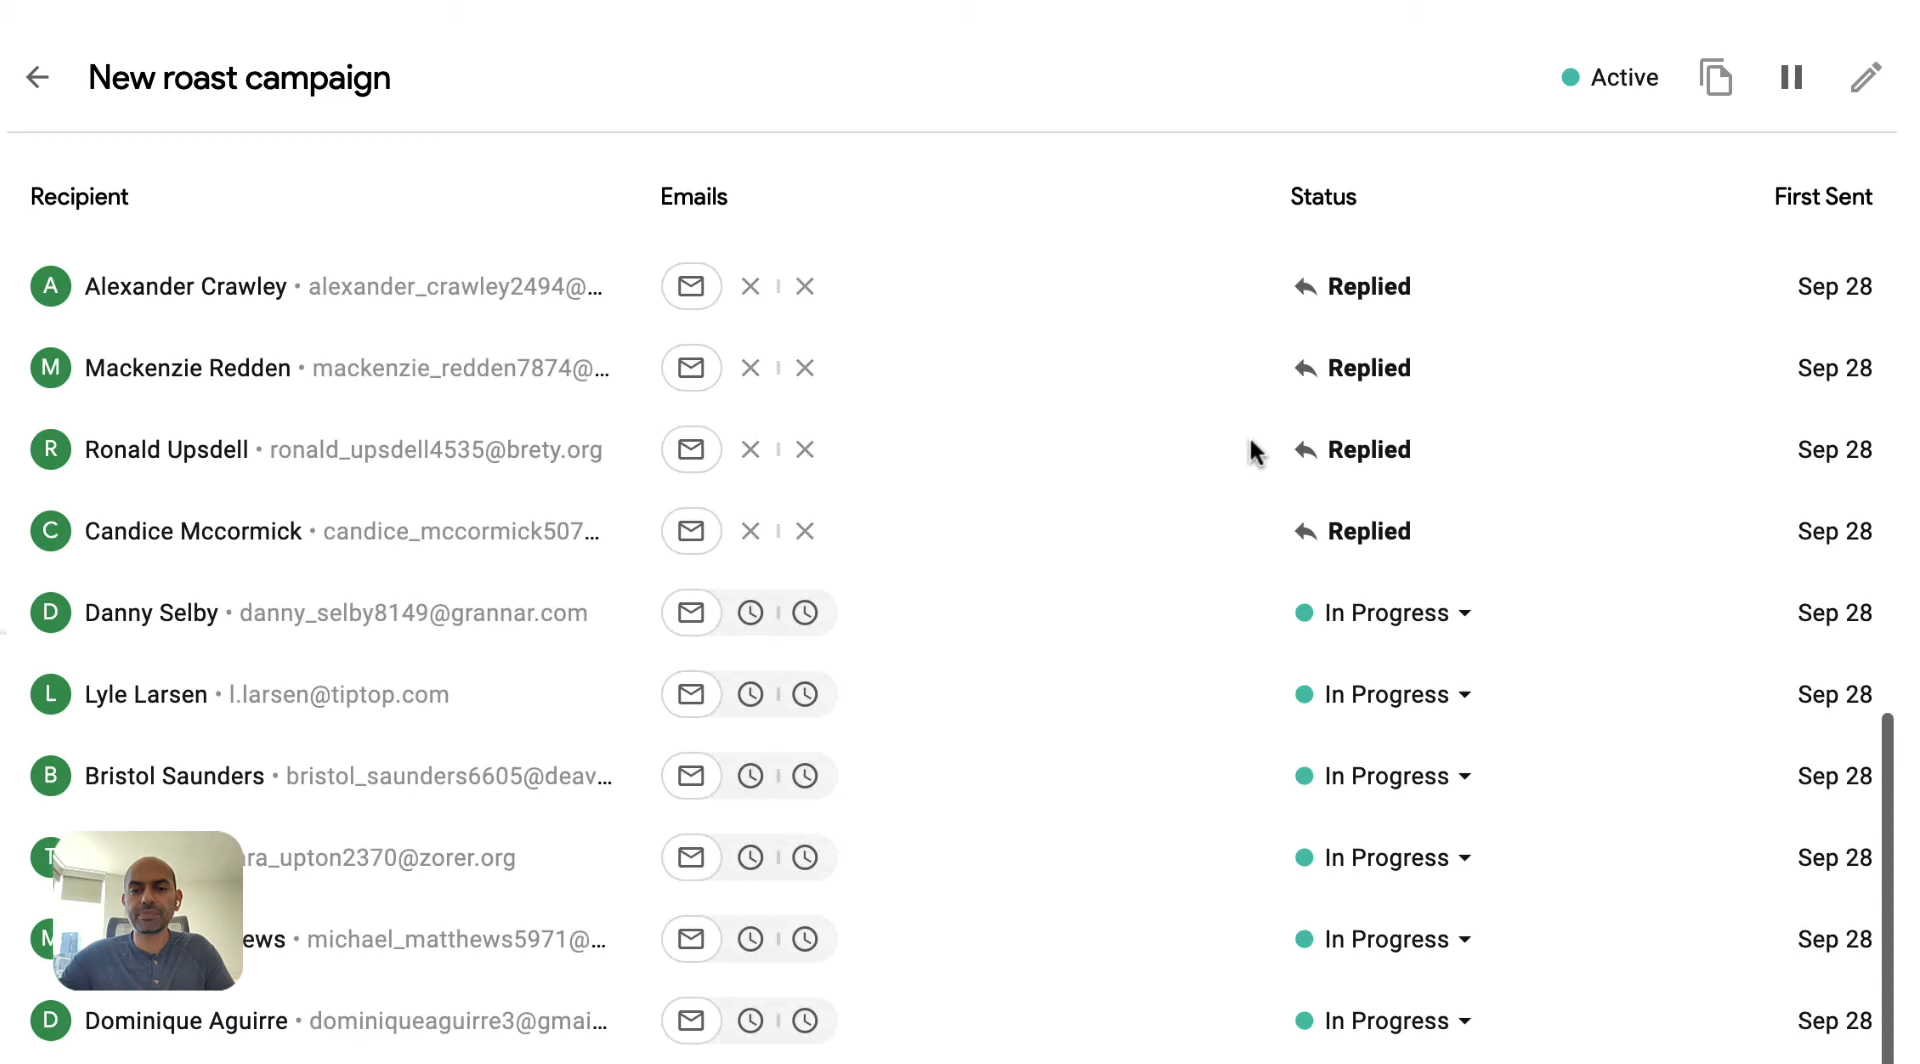 New roast campaign
Active
Recipient Emails Status First Sent
A Alexander Crawley • alexander_crawley2494@... Replied Sep 28
M Mackenzie Redden • mackenzie_redden7874@... Replied Sep 28
R Ronald Upsdell • ronald_upsdell4535@brety.org Replied Sep 28
C Candice Mccormick • candice_mccormick507... Replied Sep 28
D Danny Selby • danny_selby8149@grannar.com In Progress Sep 28
L Lyle Larsen • l.larsen@tiptop.com In Progress Sep 28
B Bristol Saunders • bristol_saunders6605@deav... In Progress Sep 28
T ra_upton2370@zorer.org In Progress Sep 28
M ews • michael_matthews5971@... In Progress Sep 28
D Dominique Aguirre • dominiqueaguirre3@gmai... In Progress Sep 28